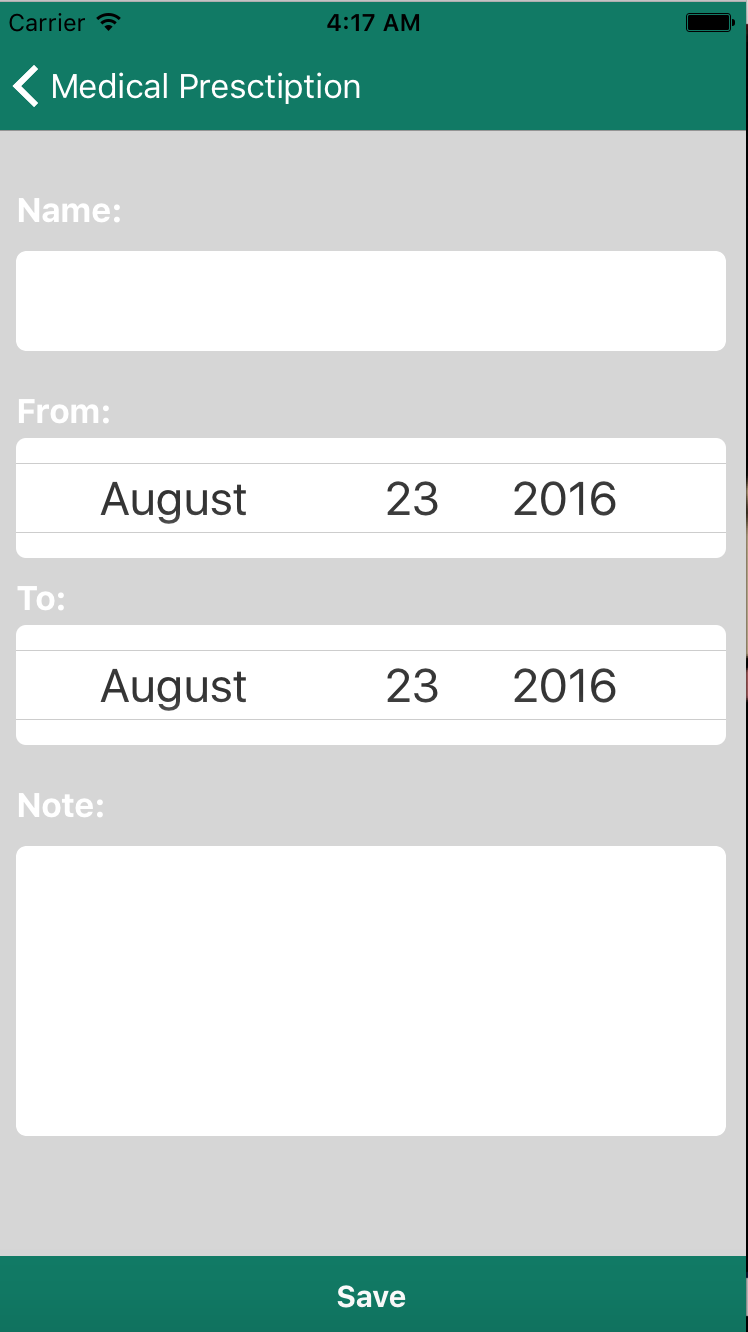 Carrier 4:17 AM
Medical Presctiption
Name:
From:
August 23 2016
To:
August 23 2016
Note:
Save